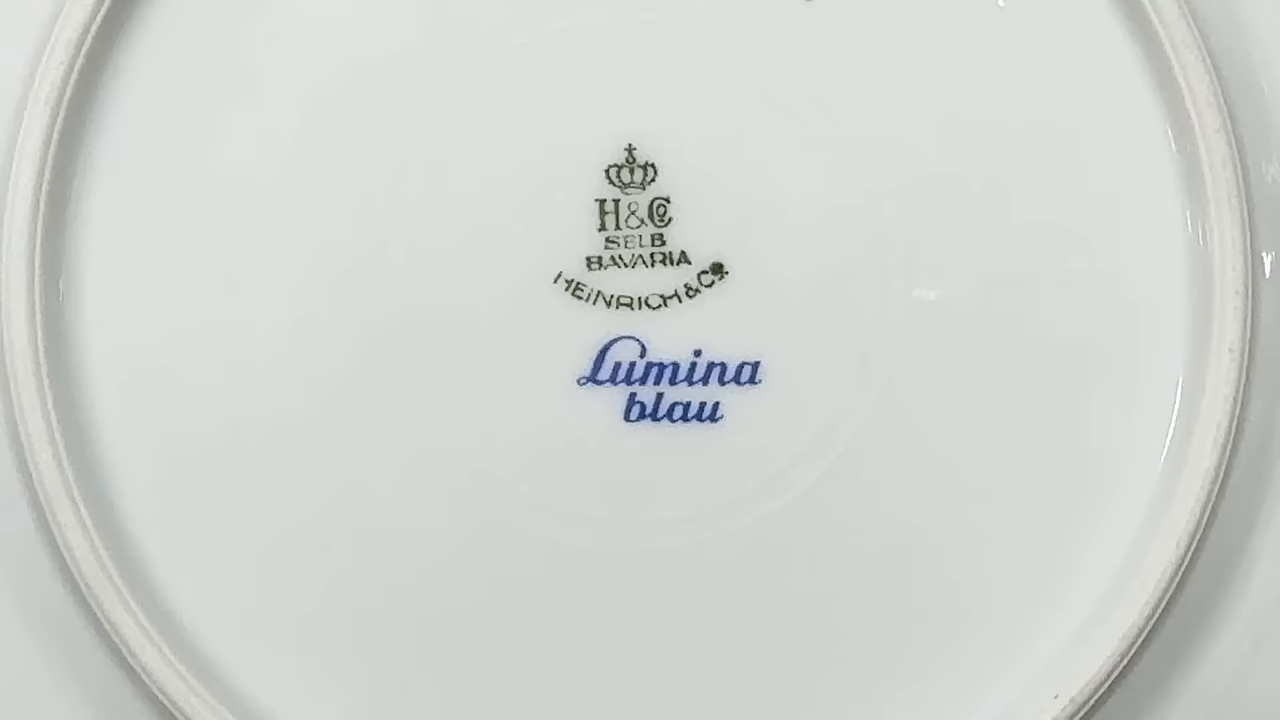 H&Co
SELB
BAVARIA
HEINRICH & Co.
Lumina
blau